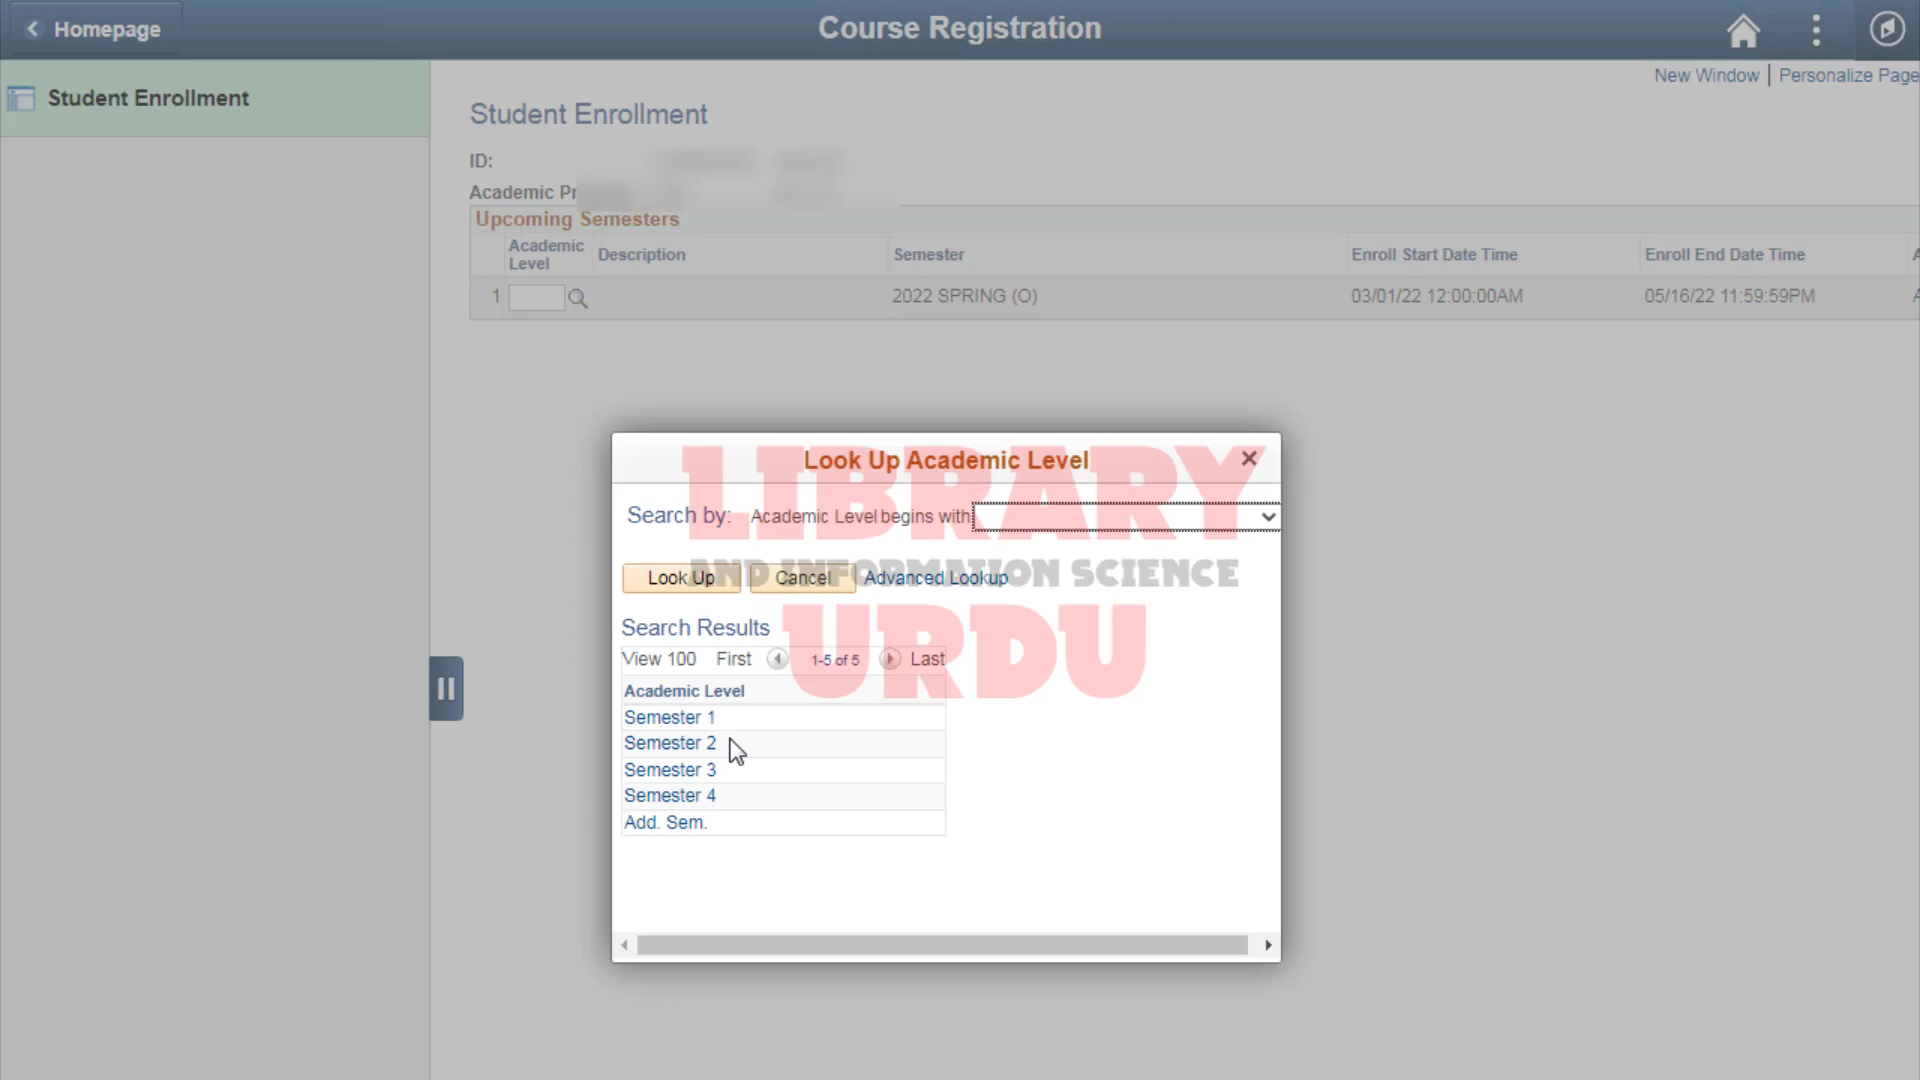 Homepage
Course Registration
Student Enrollment
New Window | Personalize Page
Student Enrollment
ID:
Academic Pr
Upcoming Semesters
Academic Level Description Semester Enroll Start Date Time Enroll End Date Time
1 2022 SPRING (O) 03/01/22 12:00:00AM 05/16/22 11:59:59PM
Look Up Academic Level
Search by: Academic Level begins with
Look Up Cancel Advanced Lookup
Search Results
View 100 First 1-5 of 5 Last
Academic Level
Semester 1
Semester 2
Semester 3
Semester 4
Add. Sem.
LIBRARY
AND INFORMATION SCIENCE
URDU